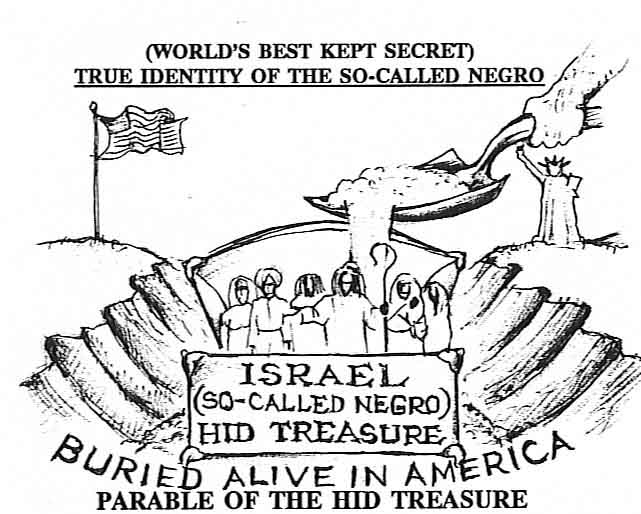 (WORLD'S BEST KEPT SECRET)
TRUE IDENTITY OF THE SO-CALLED NEGRO
ISRAEL
(SO-CALLED NEGRO)
HID TREASURE
BURIED ALIVE IN AMERICA
PARABLE OF THE HID TREASURE